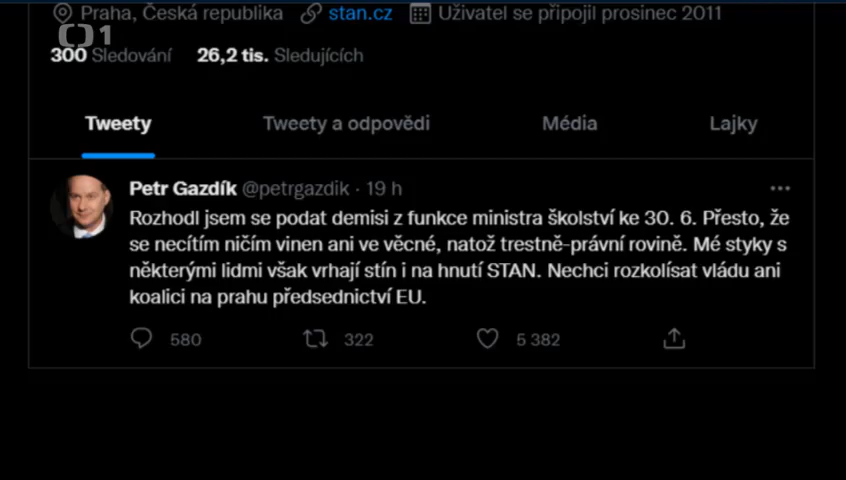 Praha, Česká republika stan.cz Uživatel se připojil prosinec 2011
1
300 Sledování 26,2 tis. Sledujících
Tweety Tweety a odpovědi Média Lajky
Petr Gazdík @petrgazdik · 19 h
Rozhodl jsem se podat demisi z funkce ministra školství ke 30. 6. Přesto, že
se necítím ničím vinen ani ve věcné, natož trestně-právní rovině. Mé styky s
některými lidmi však vrhají stín i na hnutí STAN. Nechci rozkolísat vládu ani
koalici na prahu předsednictví EU.
580 322 5 382